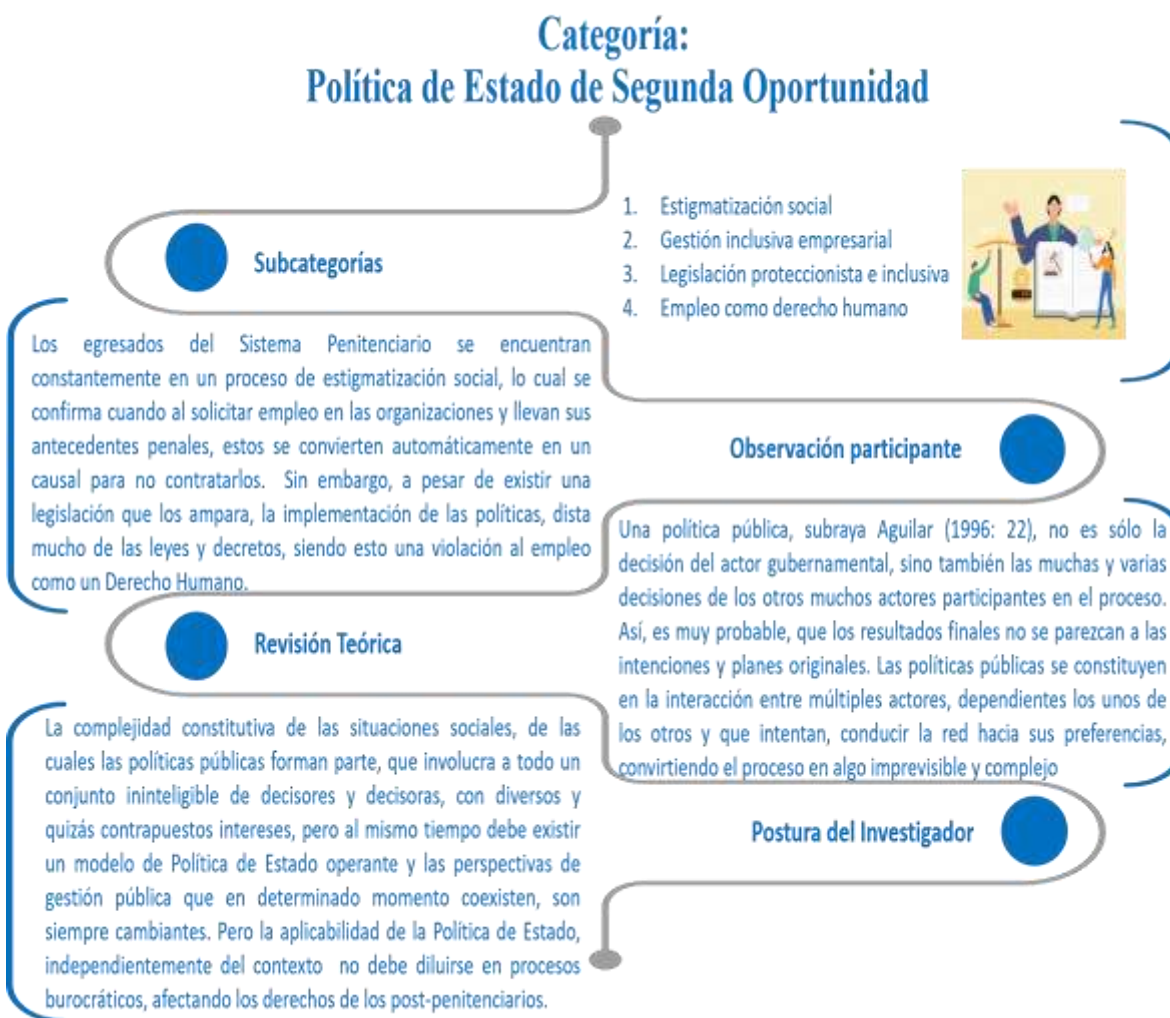 Categoría:
Política de Estado de Segunda Oportunidad
Subcategorías
1. Estigmatización social
2. Gestión inclusiva empresarial
3. Legislación proteccionista e inclusiva
4. Empleo como derecho humano
Observación participante
Los egresados del Sistema Penitenciario se encuentran
constantemente en un proceso de estigmatización social, lo cual se
confirma cuando al solicitar empleo en las organizaciones y llevan sus
antecedentes penales, estos se convierten automáticamente en un
causal para no contratarlos. Sin embargo, a pesar de existir una
legislación que los ampara, la implementación de las políticas, dista
mucho de las leyes y decretos, siendo esto una violación al empleo
como un Derecho Humano.
Revisión Teórica
Una política pública, subraya Aguilar (1996: 22), no es sólo la
decisión del actor gubernamental, sino también las muchas y varias
decisiones de los otros muchos actores participantes en el proceso.
Así, es muy probable, que los resultados finales no se parezcan a las
intenciones y planes originales. Las políticas públicas se constituyen
en la interacción entre múltiples actores, dependientes los unos de
los otros y que intentan, conducir la red hacia sus preferencias,
convirtiendo el proceso en algo imprevisible y complejo
Postura del Investigador
La complejidad constitutiva de las situaciones sociales, de las
cuales las políticas públicas forman parte, que involucra a todo un
conjunto ininteligible de decisores y decisoras, con diversos y
quizás contrapuestos intereses, pero al mismo tiempo debe existir
un modelo de Política de Estado operante y las perspectivas de
gestión pública que en determinado momento coexisten, son
siempre cambiantes. Pero la aplicabilidad de la Política de Estado,
independientemente del contexto no debe diluirse en procesos
burocráticos, afectando los derechos de los post-penitenciarios.